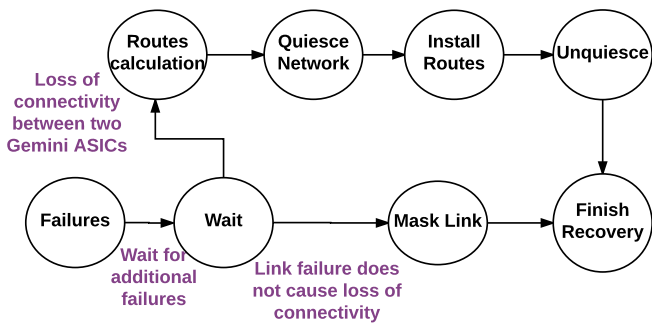 Routes
calculation
Quiesce
Network
Install
Routes
Unquiesce
Loss of
connectivity
between two
Gemini ASICs
Failures
Wait
Mask Link
Finish
Recovery
Wait for
additional
failures
Link failure does
not cause loss of
connectivity